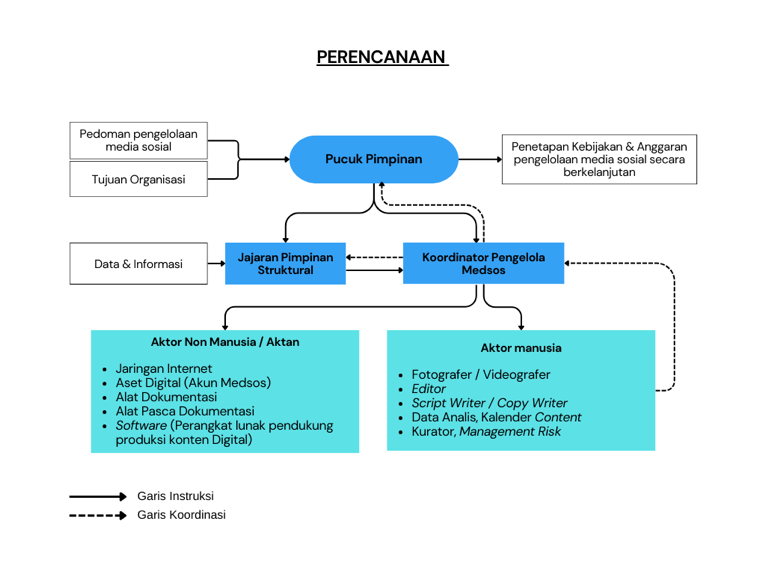 PERENCANAAN
Pedoman pengelolaan
media sosial
Tujuan Organisasi
Pucuk Pimpinan
Penetapan Kebijakan & Anggaran
pengelolaan media sosial secara
berkelanjutan
Data & Informasi
Jajaran Pimpinan
Struktural
Koordinator Pengelola
Medsos
Aktor Non Manusia / Aktan
• Jaringan Internet
• Aset Digital (Akun Medsos)
• Alat Dokumentasi
• Alat Pasca Dokumentasi
• Software (Perangkat lunak pendukung
produksi konten Digital)
Aktor manusia
• Fotografer / Videografer
• Editor
• Script Writer / Copy Writer
• Data Analis, Kalender Content
• Kurator, Management Risk
Garis Instruksi
Garis Koordinasi